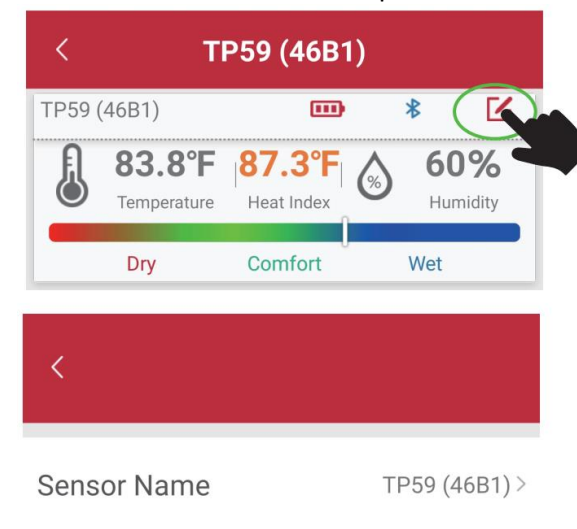 TP59 (46B1)
TP59 (46B1)
83.8°F 87.3°F % 60%
Temperature Heat Index Humidity
Dry Comfort Wet
Sensor Name TP59 (46B1) >